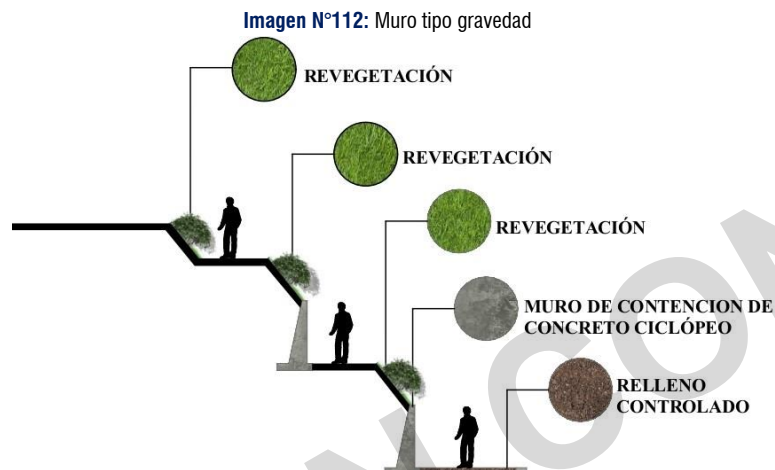 Imagen N°112: Muro tipo gravedad
REVEGETACIÓN
REVEGETACIÓN
REVEGETACIÓN
MURO DE CONTENCION DE
CONCRETO CICLÓPEO
RELLENO
CONTROLADO